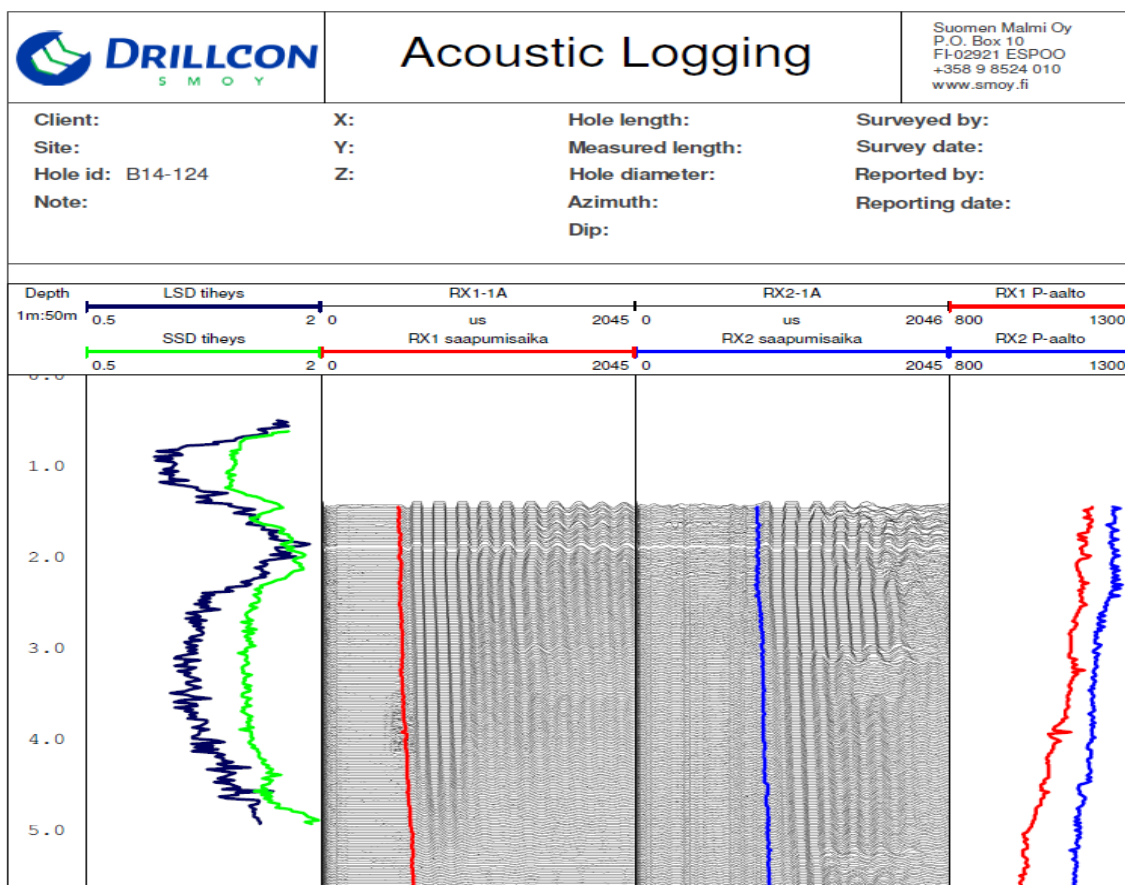 DRILLCON
SMOY
Acoustic Logging
Suomen Malmi Oy
P.O. Box 10
FI-02921 ESPOO
+358 9 8524 010
www.smoy.fi
Client: X: Hole length: Surveyed by:
Site: Y: Measured length: Survey date:
Hole id: B14-124 Z: Hole diameter: Reported by:
Note: Azimuth: Reporting date:
Dip:
Depth LSD tiheys RX1-1A RX2-1A RX1 P-aalto
1m:50m 0.5 2 0 us 2045 0 us 2046 800 1300
SSD tiheys RX1 saapumisaika RX2 saapumisaika RX2 P-aalto
0.5 2 0 2045 0 2045 800 1300
0.0
1.0
2.0
3.0
4.0
5.0